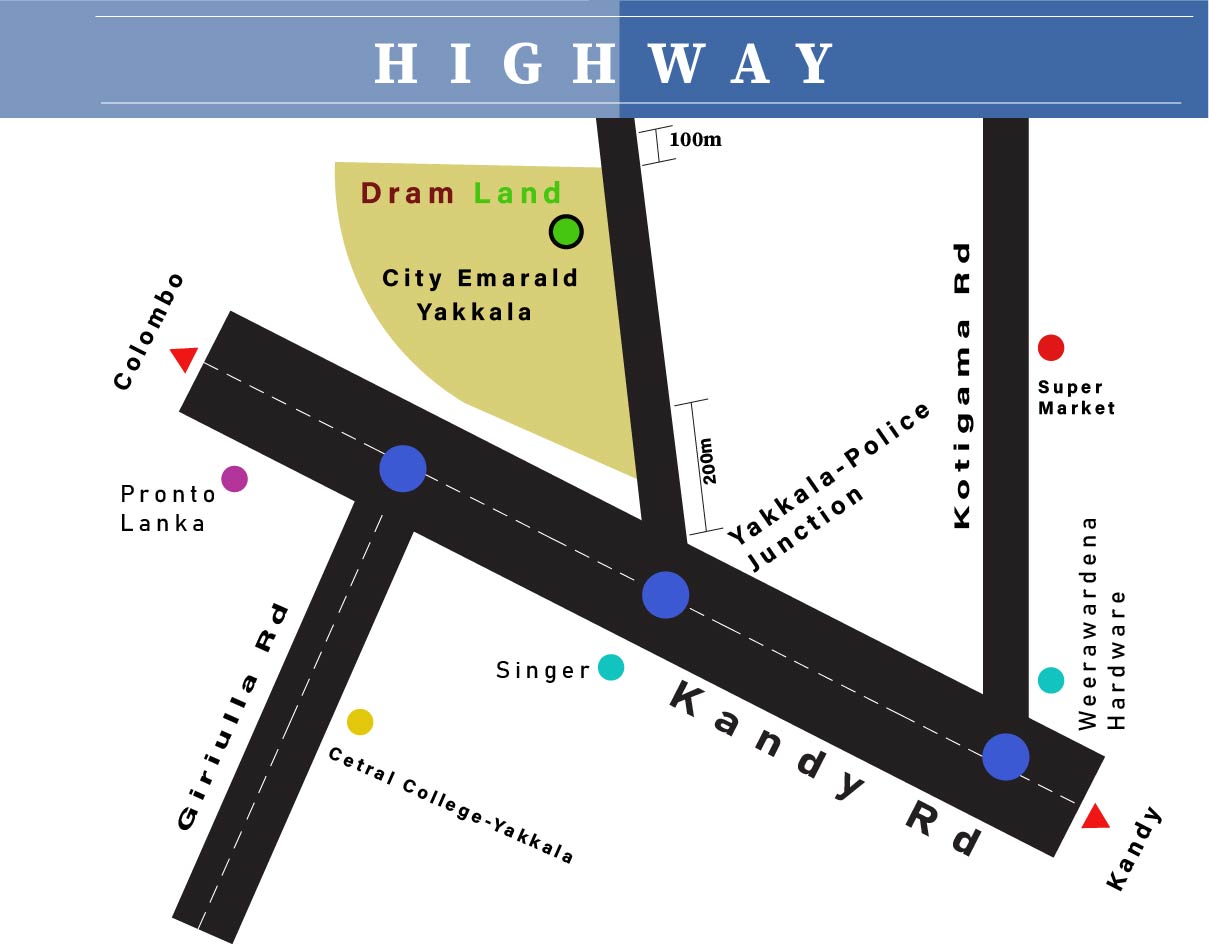 HIGHWAY
100m
Dram Land
City Emarald
Yakkala
Colombo
Kotigama Rd
Super
Market
200m
Yakkala-Police
Junction
Pronto
Lanka
Weerawardena
Hardware
Giriulla Rd
Singer
Kandy Rd
Cetral College-Yakkala
Kandy